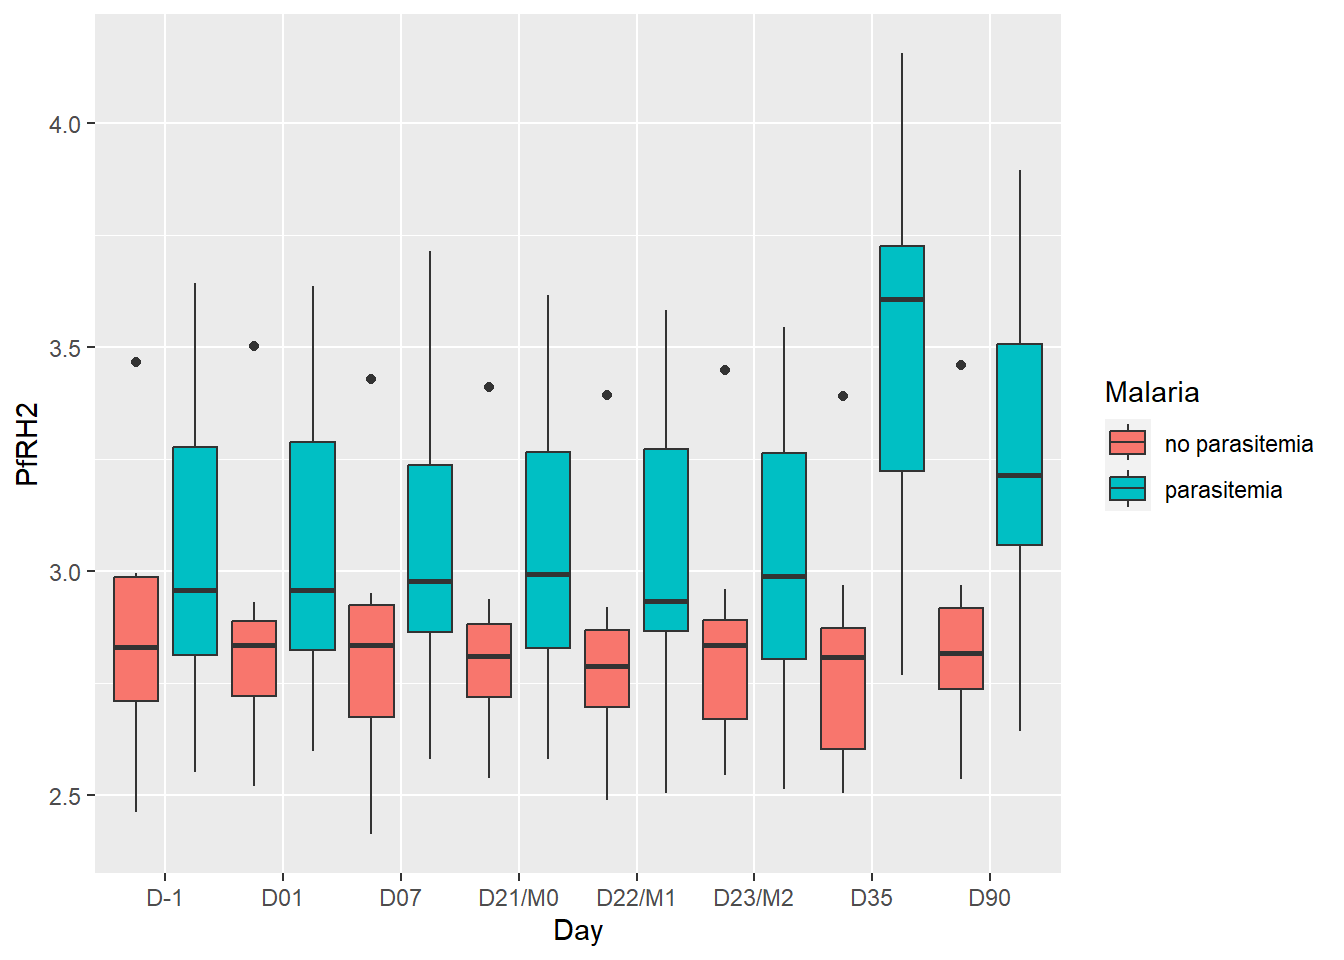 PfRH2
4.0
3.5
3.0
2.5
D-1 D01 D07 D21/M0 D22/M1 D23/M2 D35 D90
Day
Malaria
no parasitemia
parasitemia